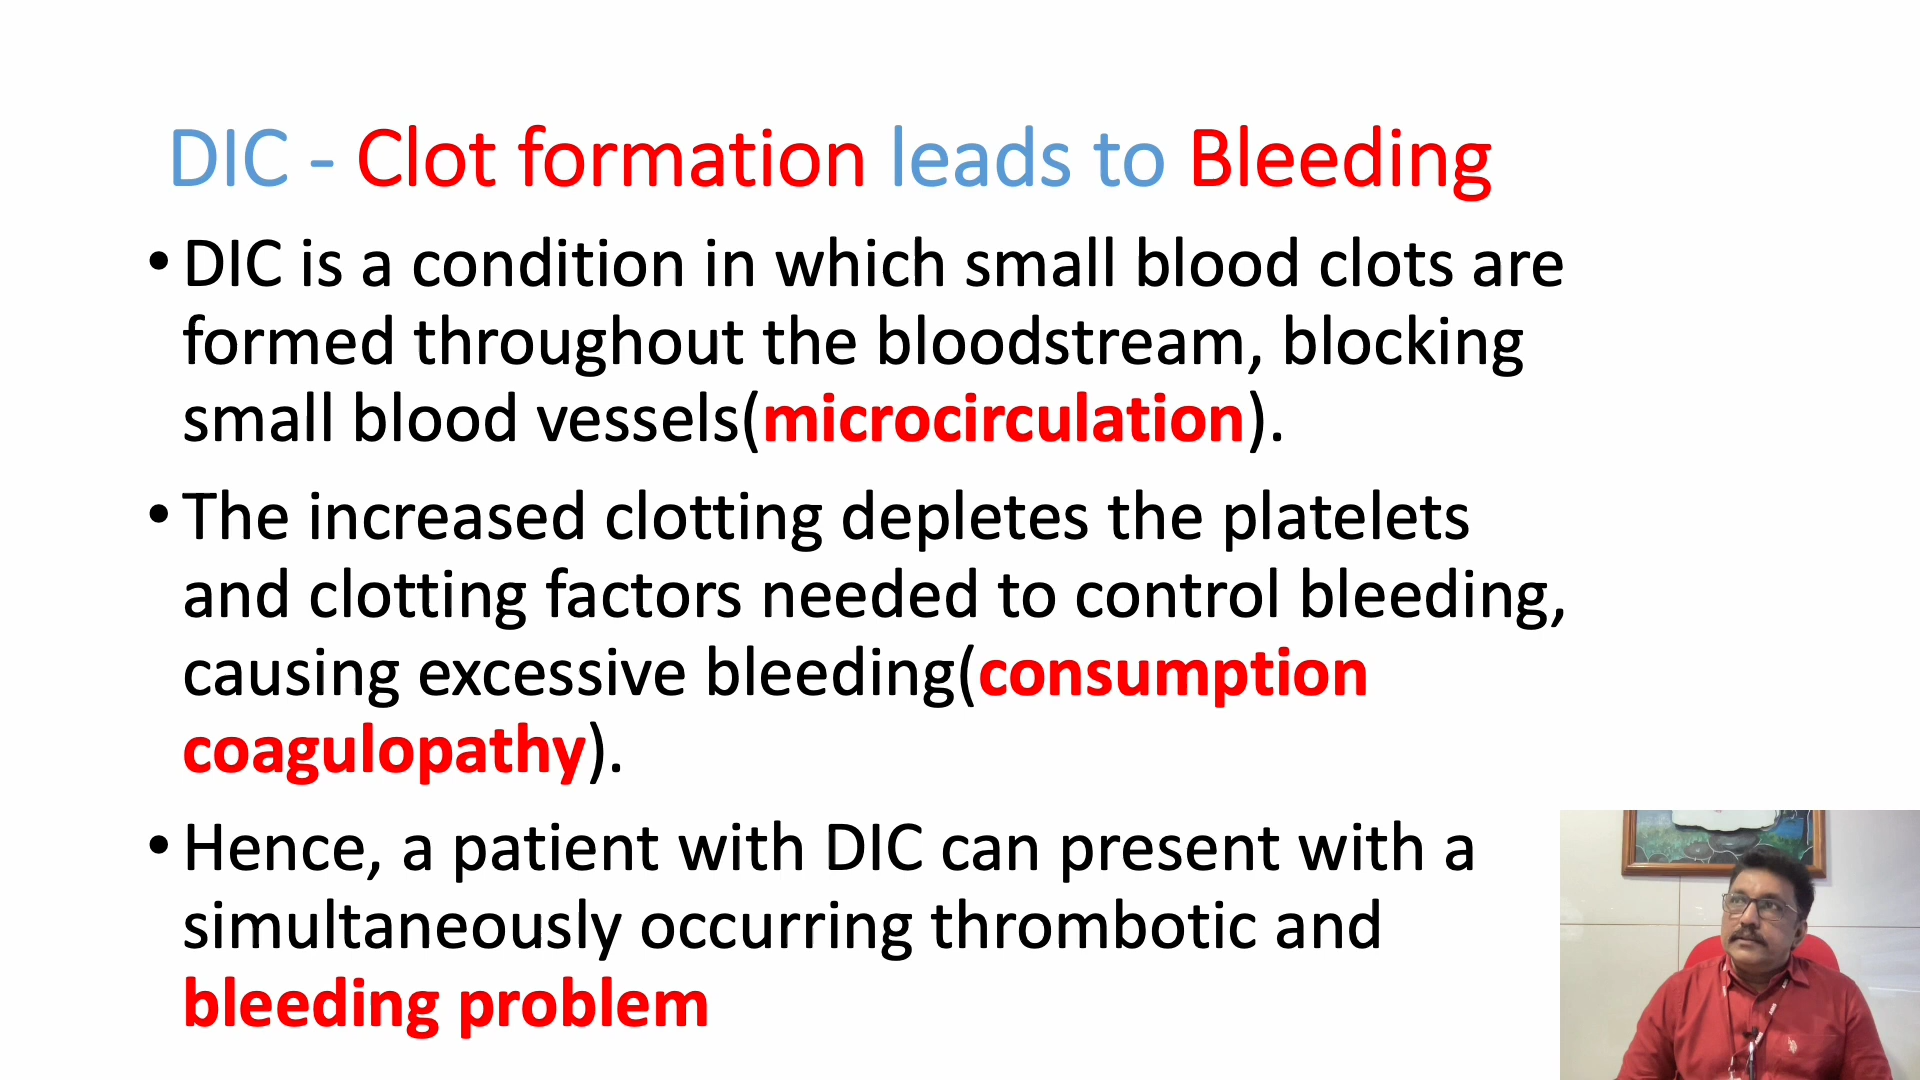 DIC - Clot formation leads to Bleeding
• DIC is a condition in which small blood clots are
formed throughout the bloodstream, blocking
small blood vessels(microcirculation).
• The increased clotting depletes the platelets
and clotting factors needed to control bleeding,
causing excessive bleeding(consumption
coagulopathy).
• Hence, a patient with DIC can present with a
simultaneously occurring thrombotic and
bleeding problem